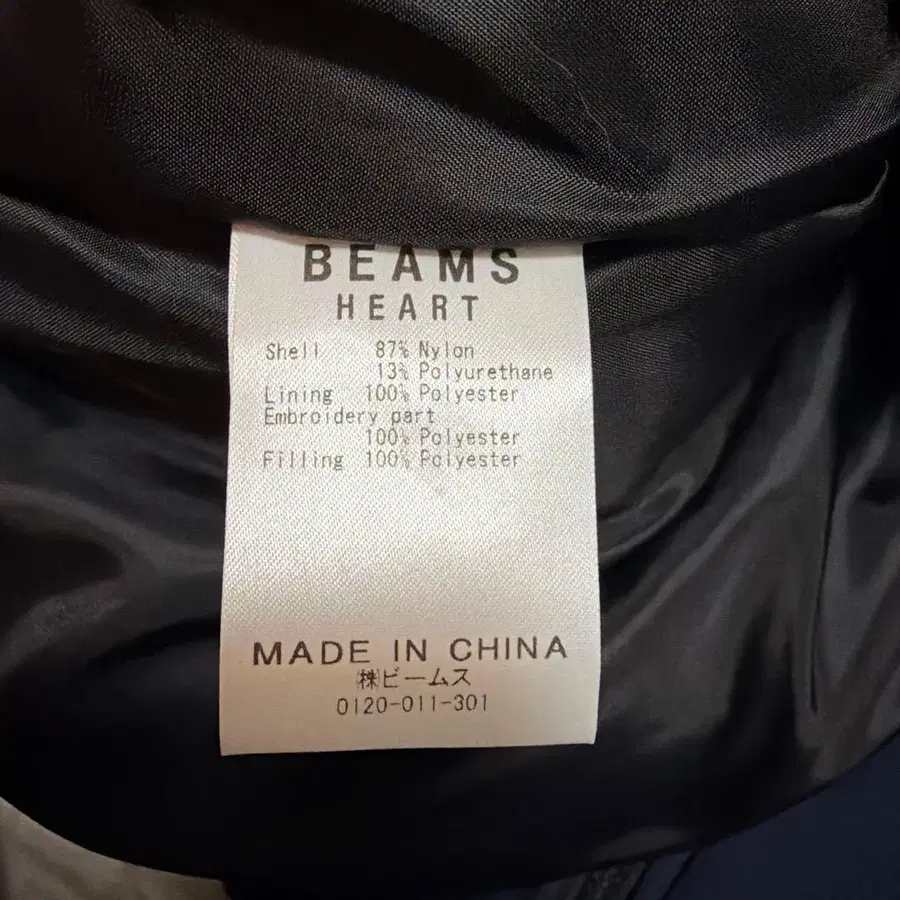 BEAMS
HEART
Shell 87% Nylon
13% Polyurethane
Lining 100% Polyester
Embroidery part
100% Polyester
Filling 100% Polyester
MADE IN CHINA
㈱ビームス
0120-011-301